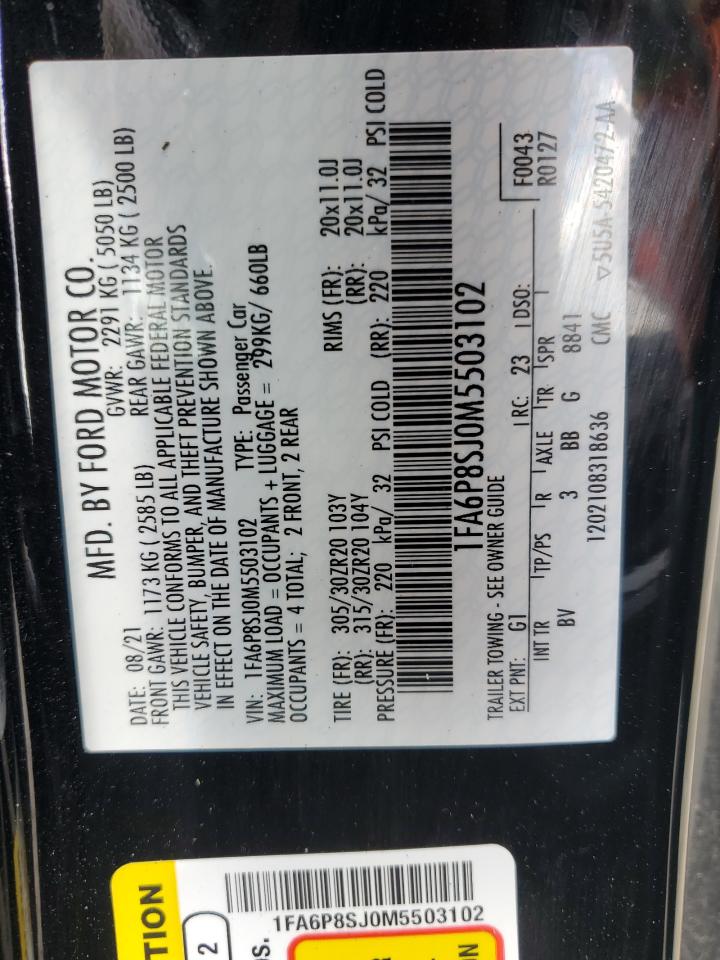 MFD. BY FORD MOTOR CO.
DATE: 08/21 GVWR: 2291 KG ( 5050 LB)
FRONT GAWR: 1173 KG ( 2585 LB) REAR GAWR: 1134 KG ( 2500 LB)
THIS VEHICLE CONFORMS TO ALL APPLICABLE FEDERAL MOTOR
VEHICLE SAFETY, BUMPER, AND THEFT PREVENTION STANDARDS
IN EFFECT ON THE DATE OF MANUFACTURE SHOWN ABOVE.
VIN: 1FA6P8SJ0M5503102 TYPE: Passenger Car
MAXIMUM LOAD = OCCUPANTS + LUGGAGE = 299KG/ 660LB
OCCUPANTS = 4 TOTAL; 2 FRONT, 2 REAR
TIRE (FR): 305/30ZR20 103Y RIMS (FR): 20x11.0J
(RR): 315/30ZR20 104Y (RR): 20x11.0J
PRESSURE (FR): 220 kPa/ 32 PSI COLD (RR): 220 kPa/ 32 PSI COLD
1FA6P8SJ0M5503102
TRAILER TOWING - SEE OWNER GUIDE F0043
EXT PNT: G1 RC: 23 DSO: R0127
INT TR TP/PS R AXLE TR SPR
BV 3 BB G 8841
1202108318636 CMC ▽5U5A-5420472-AA
TION
2
1FA6P8SJ0M5503102
os.
ON